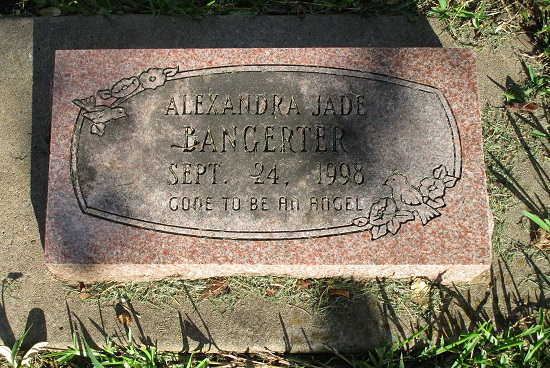 ALEXANDRA JADE
BANGERTER
SEPT. 24, 1998
GONE TO BE AN ANGEL